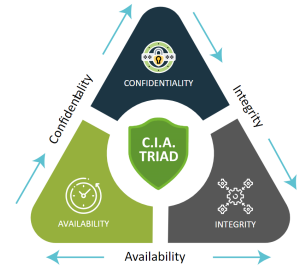 CONFIDENTIALITY
Confidentality
Integrity
C.I.A.
TRIAD
AVAILABILITY
INTEGRITY
Availability